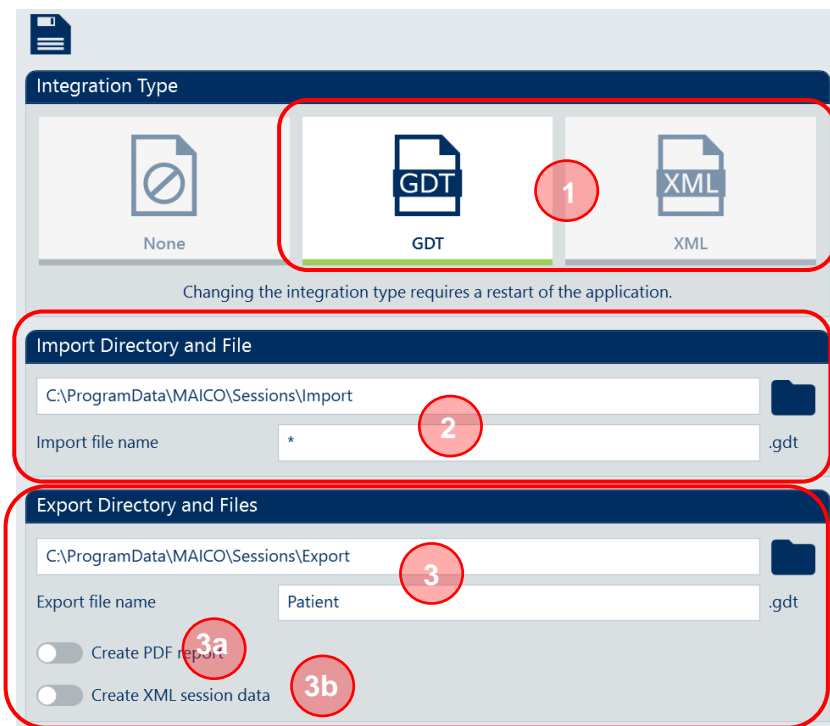 Integration Type
GDT
XML
1
None
GDT
XML
Changing the integration type requires a restart of the application.
Import Directory and File
C:\ProgramData\MAICO\Sessions\Import
2
Import file name
*
.gdt
Export Directory and Files
C:\ProgramData\MAICO\Sessions\Export
3
Export file name
Patient
.gdt
Create PDF report
3a
Create XML session data
3b